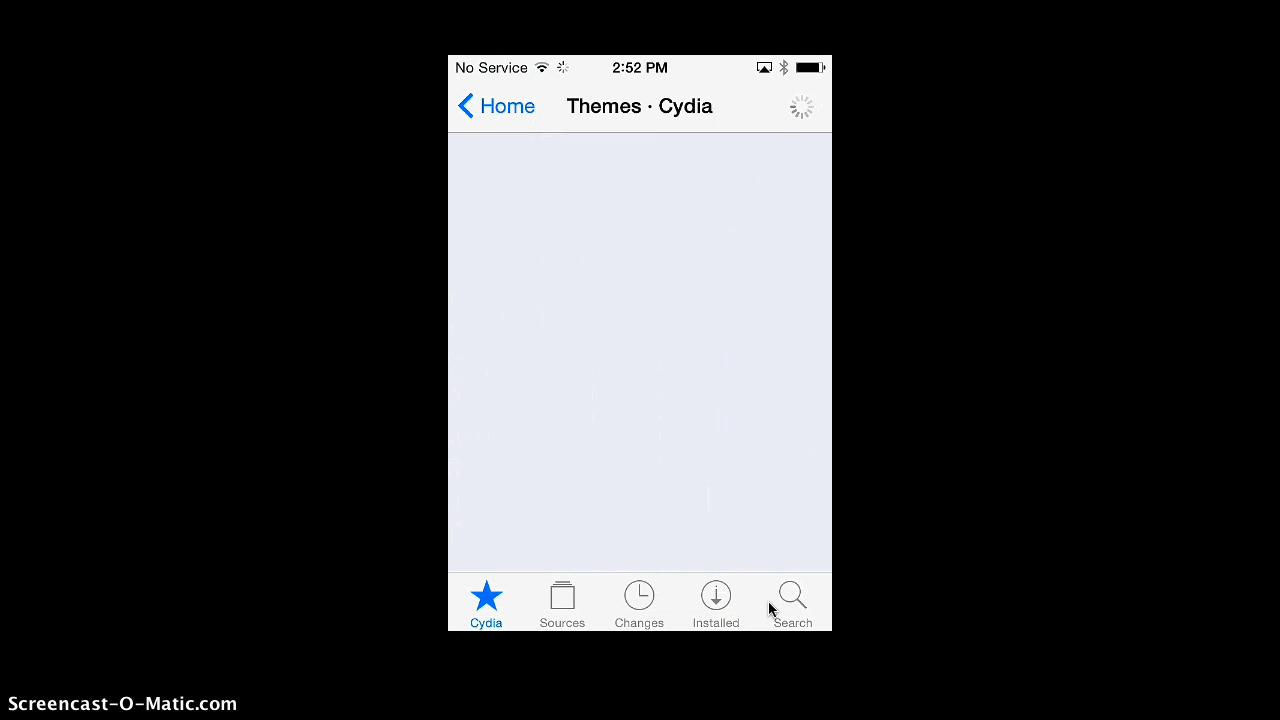 No Service 2:52 PM
Home Themes · Cydia
Cydia Sources Changes Installed Search
Screencast-O-Matic.com